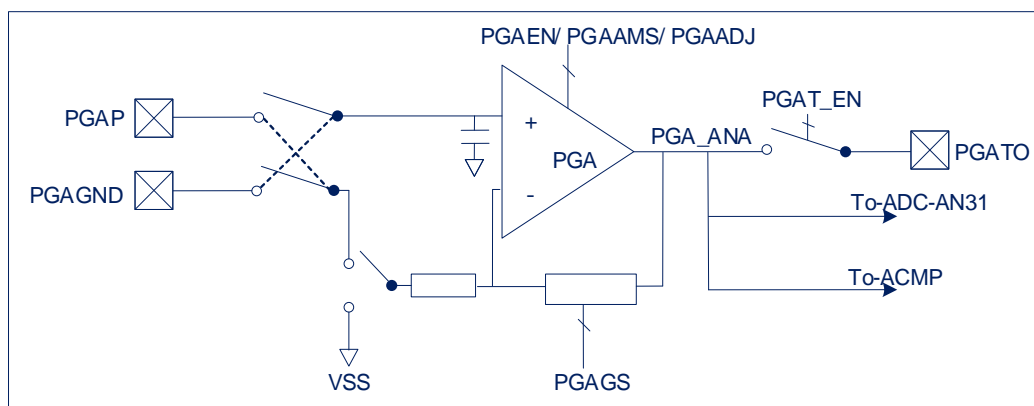 PGAEN/ PGAAMS/ PGAADJ
PGAP
PGAT_EN
+
PGA_ANA
PGA
PGATO
PGAGND
-
To-ADC-AN31
To-ACMP
VSS
PGAGS